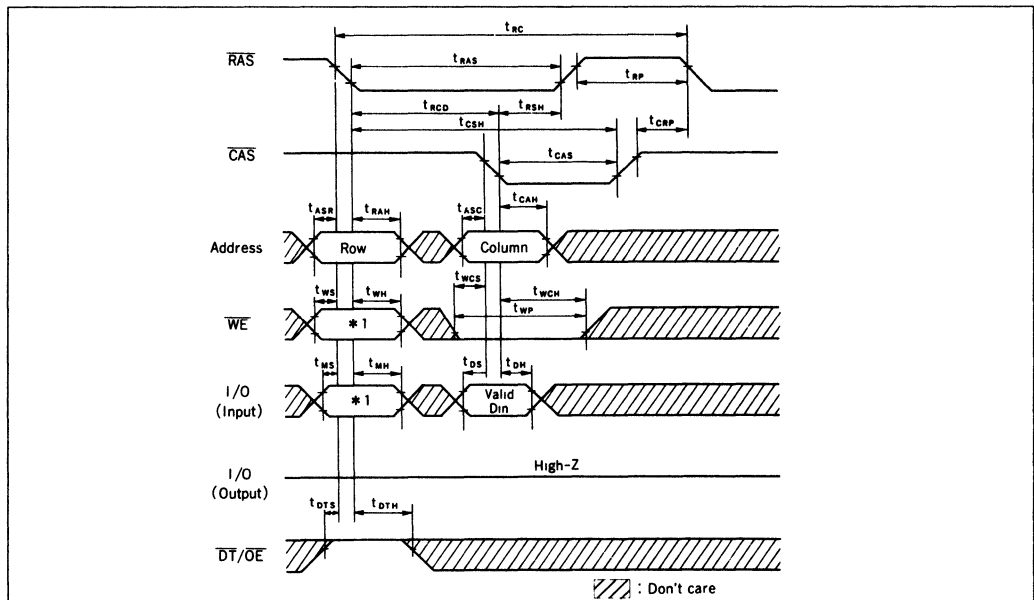 tRC
RAS
tRAS
tRP
tRCD
tRSH
tCSH
tCRP
CAS
tCAS
tASR
tRAH
tASC
tCAH
Address
Row
Column
tWS
tWH
tWCS
tWCH
tWP
WE
*1
tMS
tMH
tDS
tDH
I/O
(Input)
*1
Valid
Din
I/O
(Output)
High-Z
tDTS
tDTH
DT/OE
: Don't care